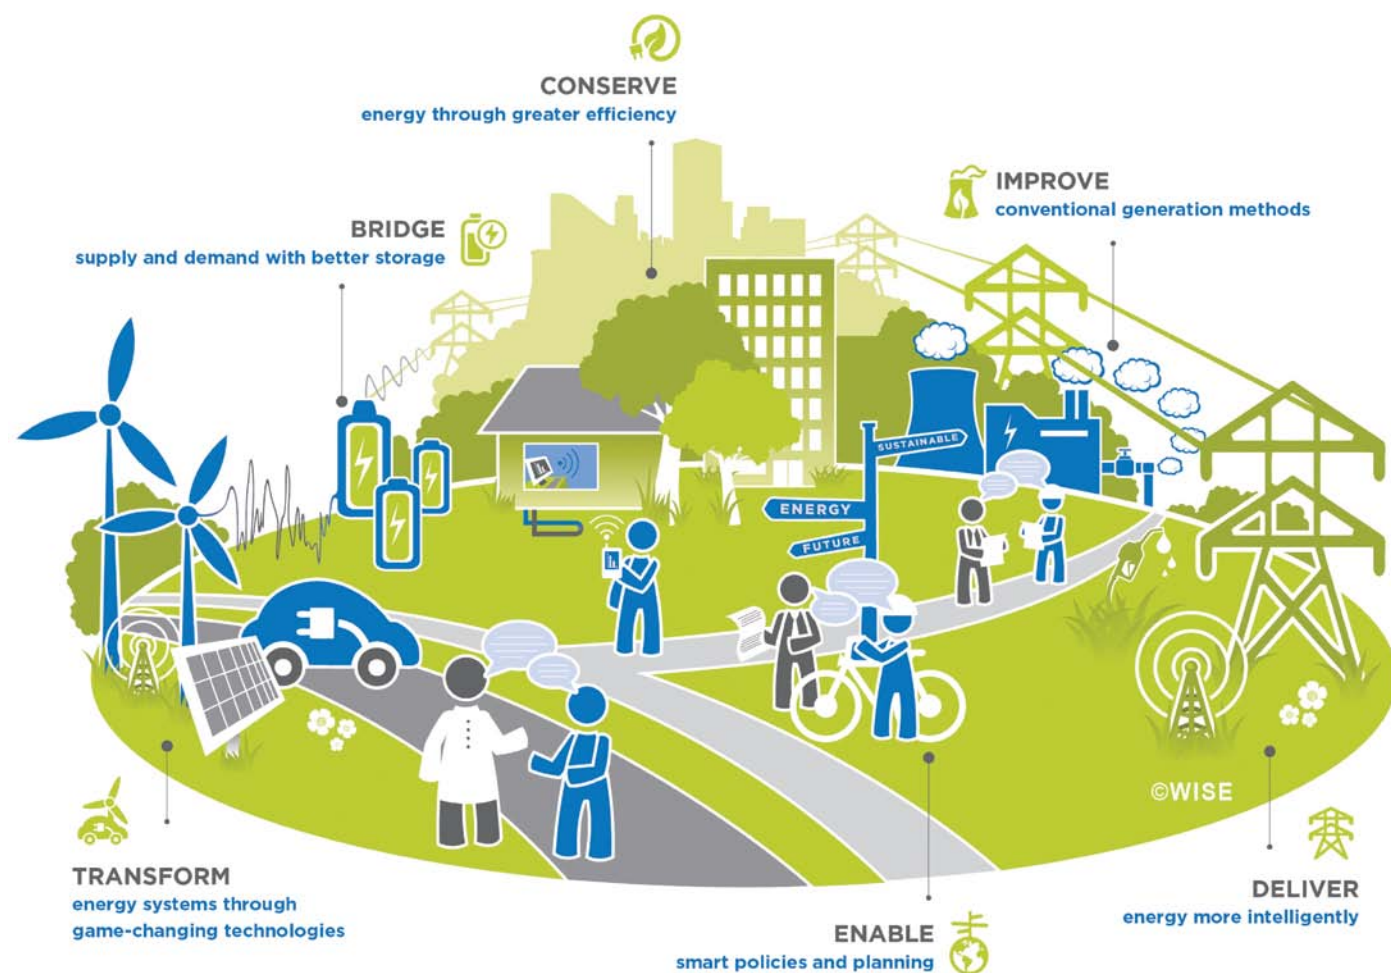 CONSERVE
energy through greater efficiency
IMPROVE
conventional generation methods
BRIDGE
supply and demand with better storage
SUSTAINABLE
ENERGY
FUTURE
©WISE
TRANSFORM
energy systems through
game-changing technologies
DELIVER
energy more intelligently
ENABLE
smart policies and planning